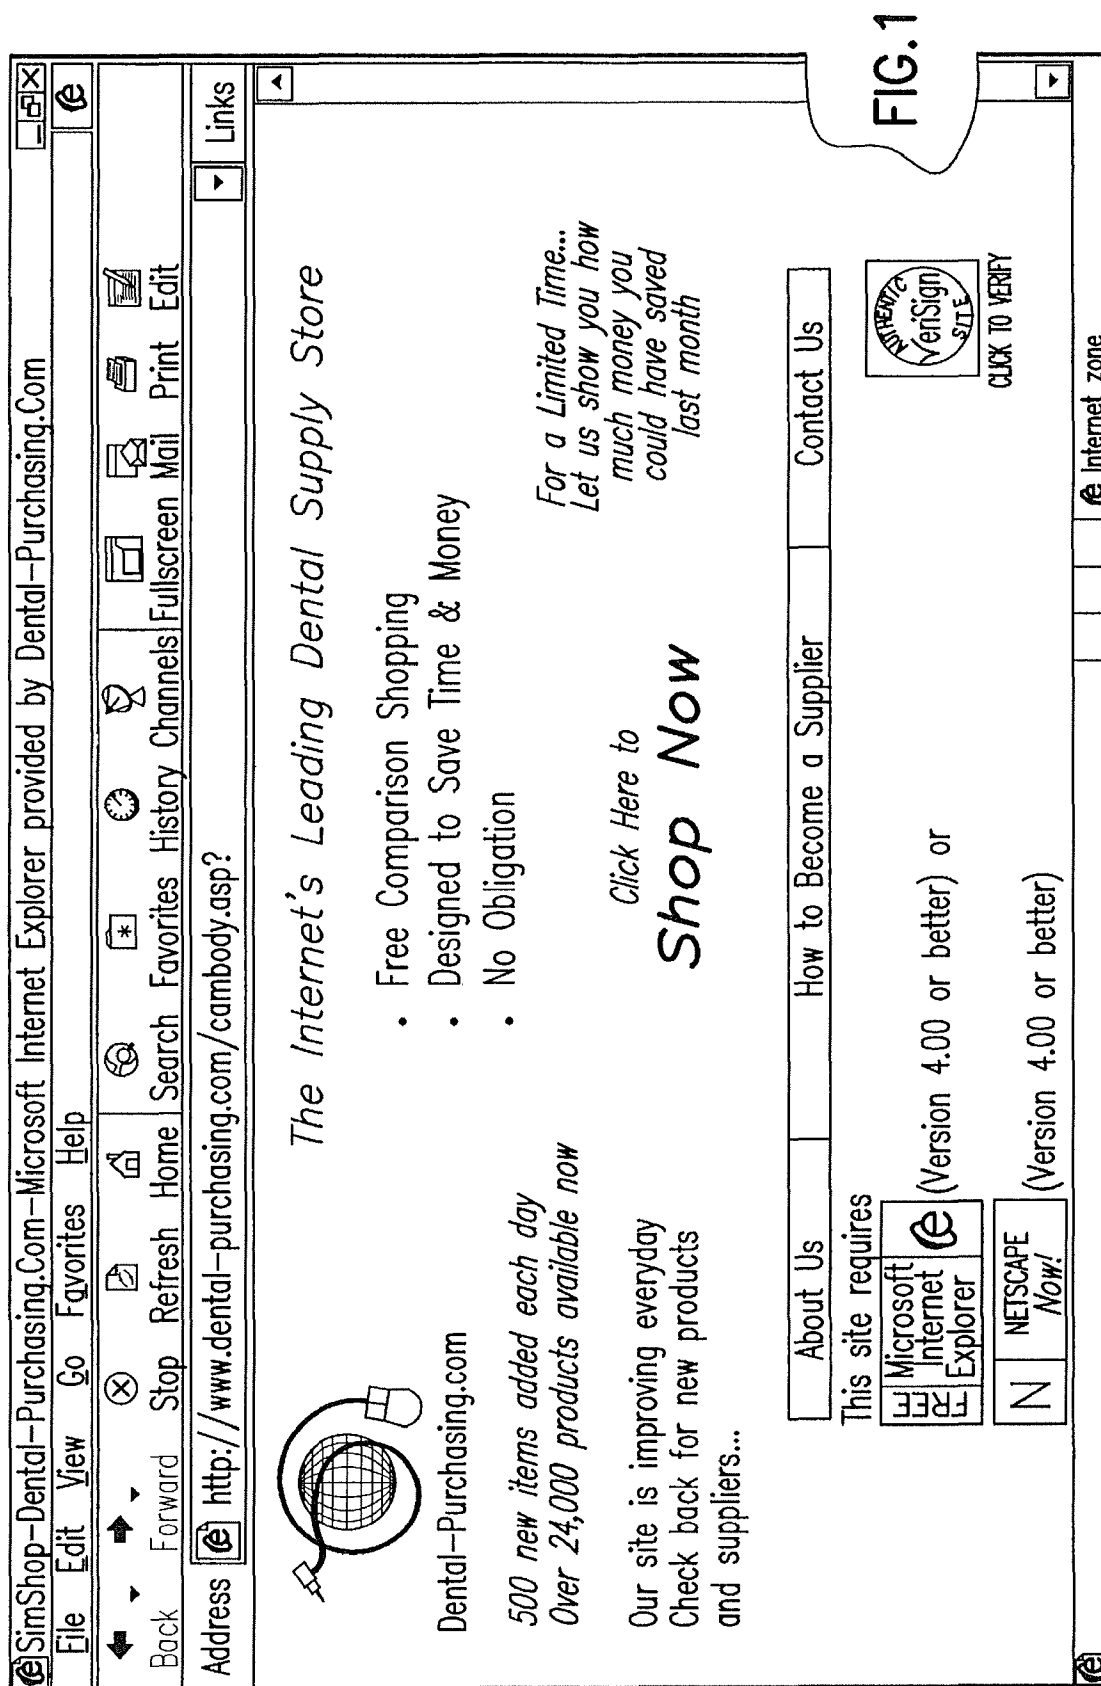 SimShop-Dental-Purchasing.Com-Microsoft Internet Explorer provided by Dental-Purchasing.Com
File Edit View Go Favorites Help
Back Forward Stop Refresh Home Search Favorites History Channels Fullscreen Mail Print Edit
Address http://www.dental-purchasing.com/cambody.asp? Links
The Internet's Leading Dental Supply Store
Dental-Purchasing.com
• Free Comparison Shopping
• Designed to Save Time & Money
• No Obligation
500 new items added each day
Over 24,000 products available now
For a Limited Time...
Let us show you how
much money you
could have saved
last month
Our site is improving everyday
Check back for new products
and suppliers...
Click Here to
Shop Now
About Us How to Become a Supplier Contact Us
This site requires
FREE Microsoft Internet Explorer (Version 4.00 or better) or
N NETSCAPE Now! (Version 4.00 or better)
AUTHENTIC
VeriSign
SITE
CLICK TO VERIFY
Internet zone
FIG.1